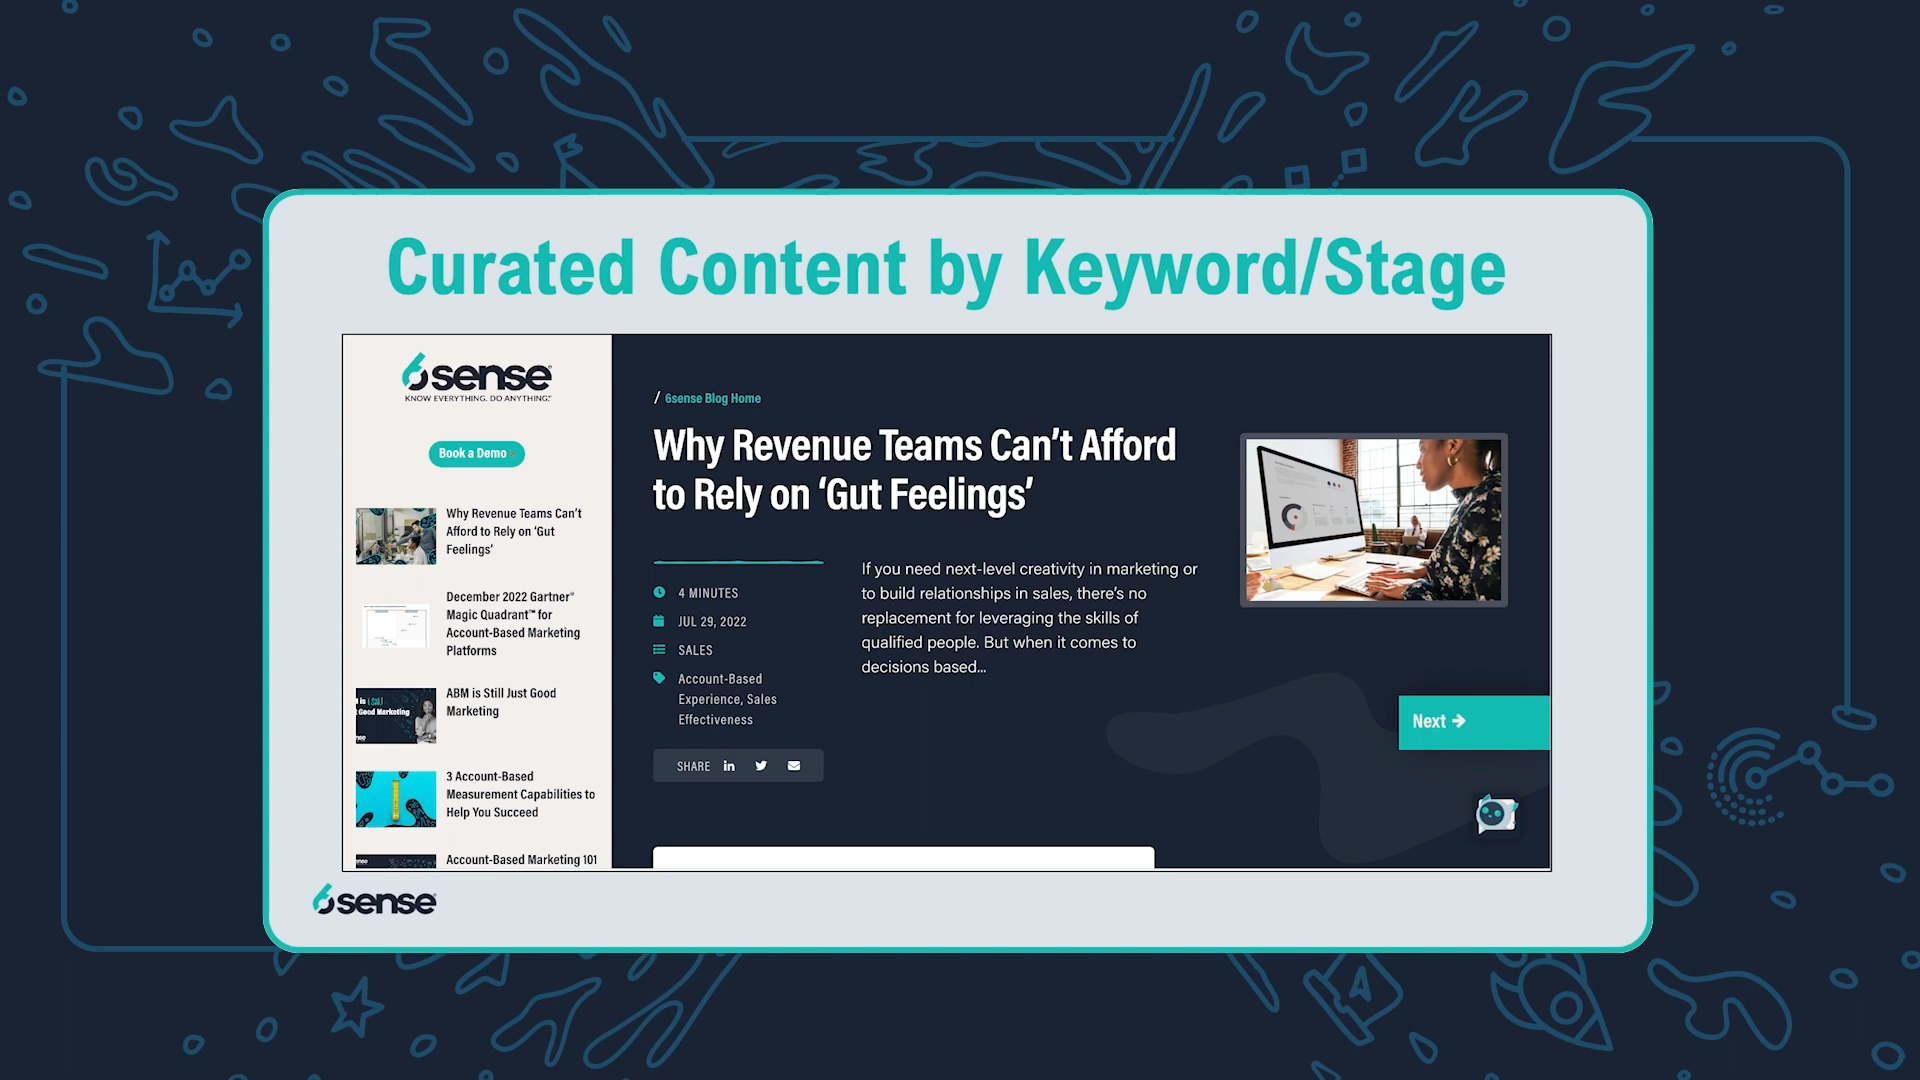 Curated Content by Keyword/Stage
6sense
KNOW EVERYTHING. DO ANYTHING.
Book a Demo
Why Revenue Teams Can't
Afford to Rely on 'Gut
Feelings'
December 2022 Gartner®
Magic Quadrant™ for
Account-Based Marketing
Platforms
ABM is Still Just Good
Marketing
3 Account-Based
Measurement Capabilities to
Help You Succeed
Account-Based Marketing 101
/ 6sense Blog Home
Why Revenue Teams Can't Afford
to Rely on 'Gut Feelings'
4 MINUTES
JUL 29, 2022
SALES
Account-Based
Experience, Sales
Effectiveness
SHARE
If you need next-level creativity in marketing or
to build relationships in sales, there's no
replacement for leveraging the skills of
qualified people. But when it comes to
decisions based...
Next
6sense